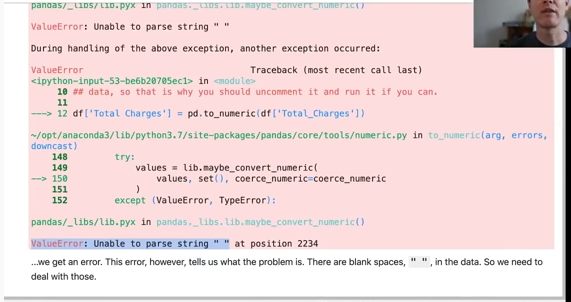 pandas/_libs/lib.pyx in pandas._libs.lib.maybe_convert_numeric()
ValueError: Unable to parse string " "
During handling of the above exception, another exception occurred:
ValueError Traceback (most recent call last)
<ipython-input-53-be6b20705ec1> in <module>
10 ## data, so that is why you should uncomment it and run it if you can.
11
---> 12 df['Total Charges'] = pd.to_numeric(df['Total_Charges'])
~/opt/anaconda3/lib/python3.7/site-packages/pandas/core/tools/numeric.py in to_numeric(arg, errors,
downcast)
148 try:
149 values = lib.maybe_convert_numeric(
--> 150 values, set(), coerce_numeric=coerce_numeric
151 )
152 except (ValueError, TypeError):
pandas/_libs/lib.pyx in pandas._libs.lib.maybe_convert_numeric()
ValueError: Unable to parse string " " at position 2234
...we get an error. This error, however, tells us what the problem is. There are blank spaces, " ", in the data. So we need to
deal with those.